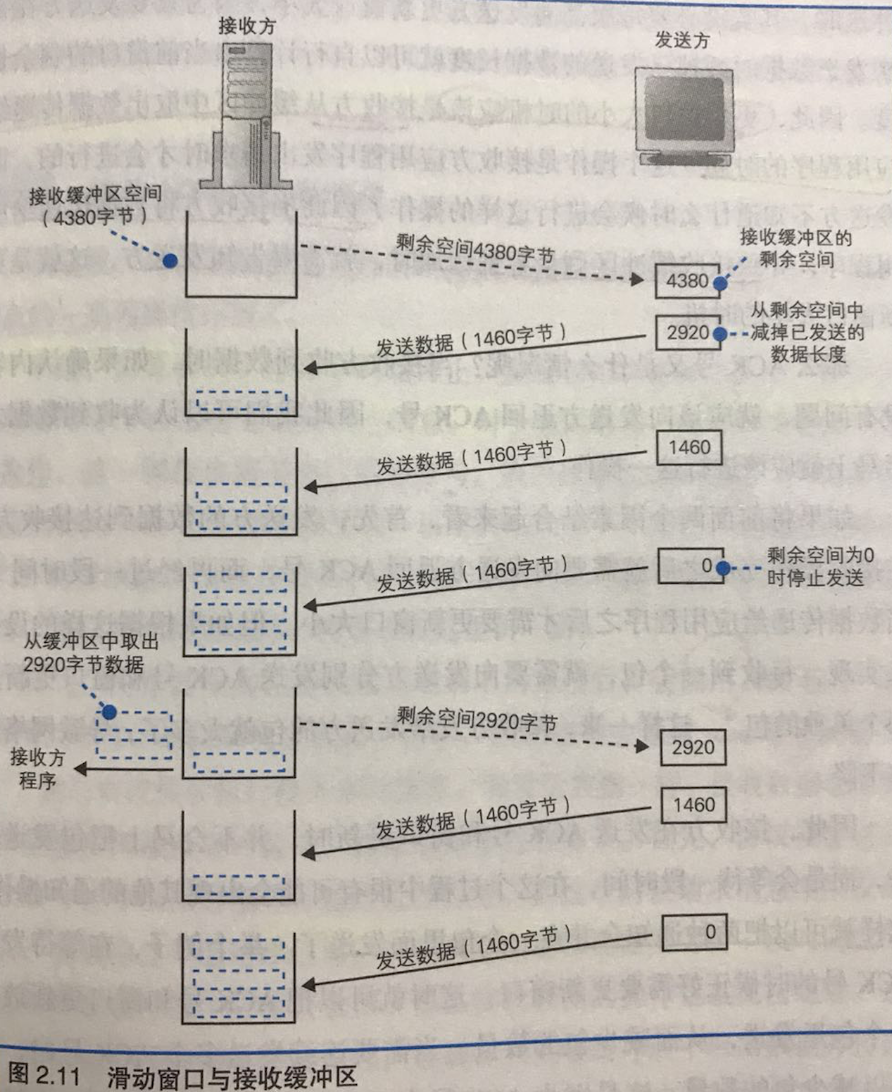 接收方
发送方
接收缓冲区空间
（4380字节）
剩余空间4380字节
接收缓冲区的
剩余空间
4380
从剩余空间中
减掉已发送的
数据长度
2920
发送数据（1460字节）
1460
发送数据（1460字节）
0
剩余空间为0
时停止发送
发送数据（1460字节）
从缓冲区中取出
2920字节数据
剩余空间2920字节
接收方
程序
2920
1460
发送数据（1460字节）
0
发送数据（1460字节）
图 2.11 滑动窗口与接收缓冲区